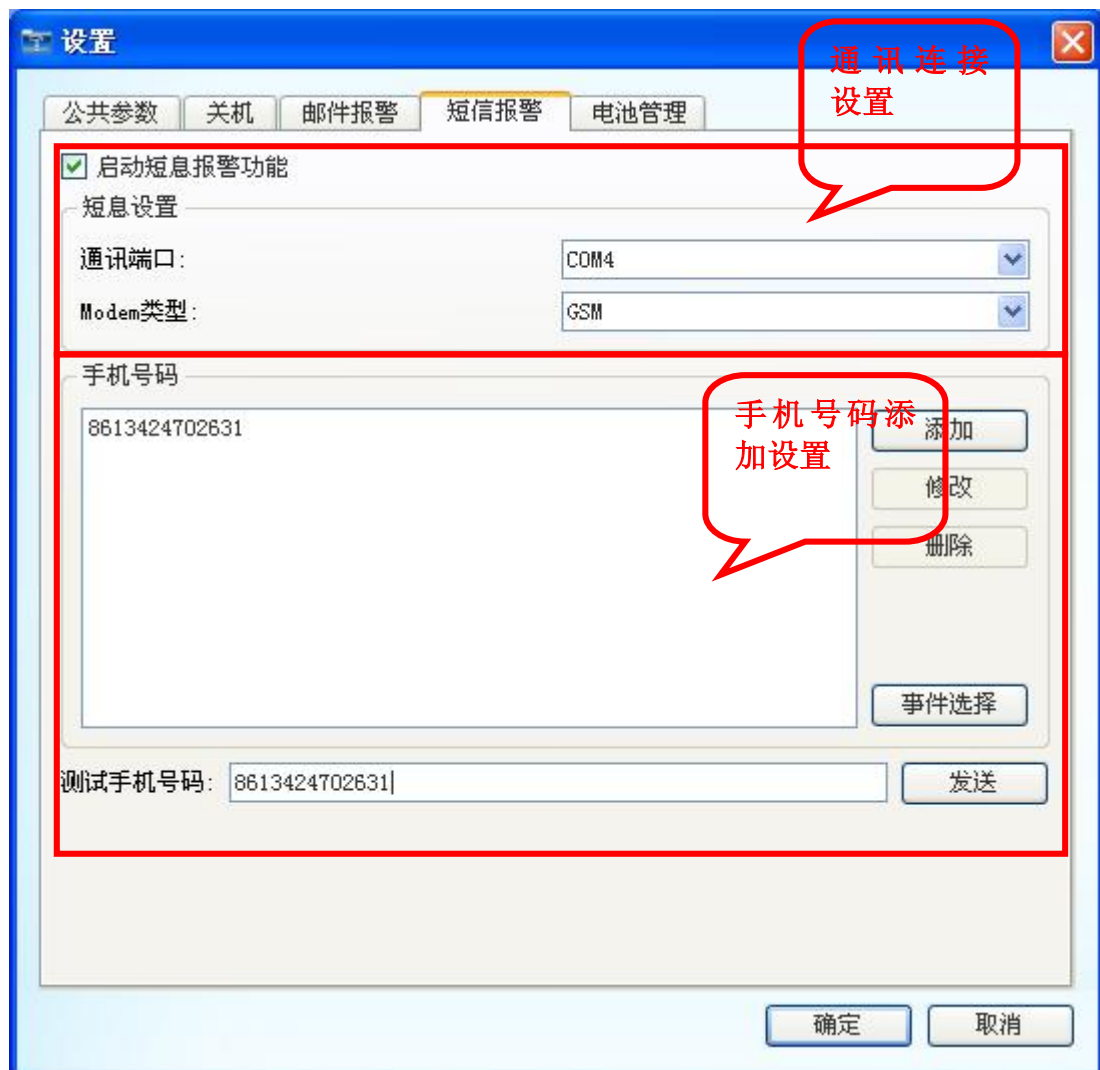 设置
通讯连接
设置
公共参数 关机 邮件报警 短信报警 电池管理
启动短息报警功能
短息设置
通讯端口: COM4
Modem类型: GSM
手机号码
8613424702631
手机号码添
加设置
添加
修改
删除
事件选择
测试手机号码: 8613424702631 发送
确定 取消